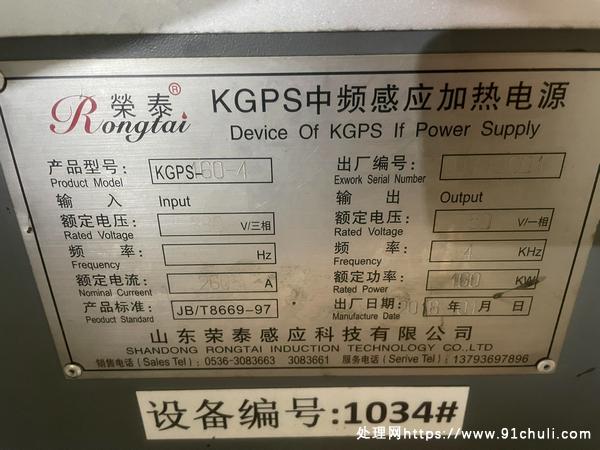 榮泰®
Rongtai
KGPS中频感应加热电源
Device Of KGPS If Power Supply
产品型号: KGPS-160-4
Product Model
出厂编号:
Exwork Serial Number
输 入 Input
输 出 Output
额定电压: V/三相
Rated Voltage
额定电压: V/一相
Rated Voltage
频 率: Hz
Frequency
频 率: 4 KHz
Frequency
额定电流: A
Nominal Cureent
额定功率: 160 KW
Rated Power
产品标准: JB/T8669-97
Peoduct Standard
出厂日期: 年 月 日
Manufacture Date
山东荣泰感应科技有限公司
SHANDONG RONGTAI INDUCTION TECHNOLOGY CO.,LTD
销售电话(Sales Tel): 0536-3083663 3083661 服务电话(Serive Tel): 13793697896
设备编号:1034#
处理网https://www.91chuli.com/